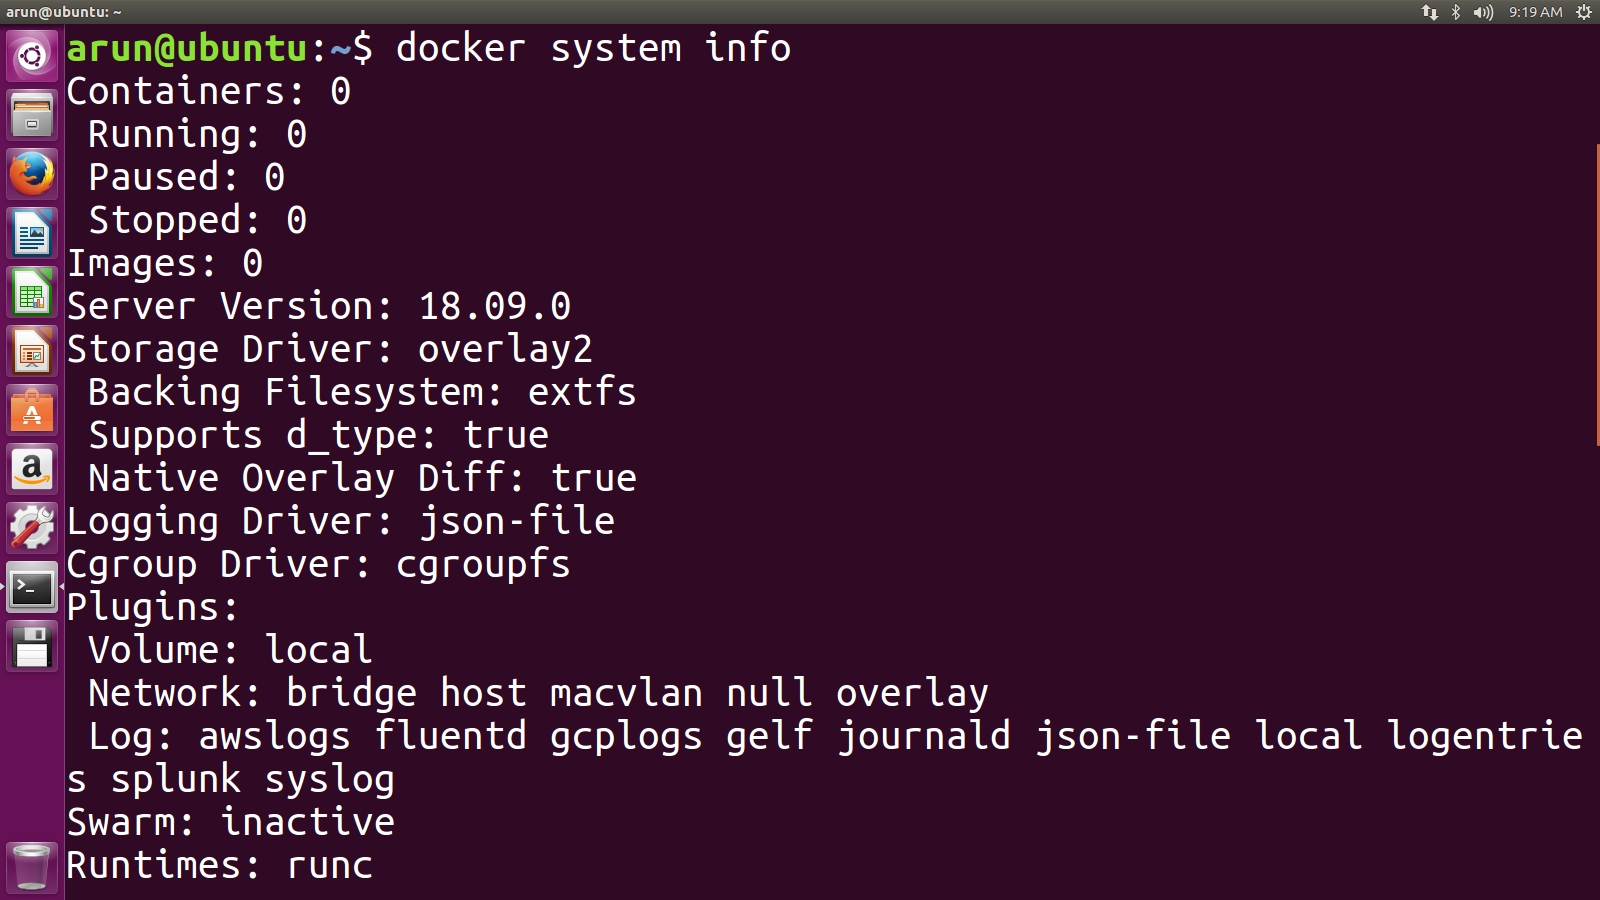 arun@ubuntu: ~
9:19 AM
arun@ubuntu:~$ docker system info
Containers: 0
 Running: 0
 Paused: 0
 Stopped: 0
Images: 0
Server Version: 18.09.0
Storage Driver: overlay2
 Backing Filesystem: extfs
 Supports d_type: true
 Native Overlay Diff: true
Logging Driver: json-file
Cgroup Driver: cgroupfs
Plugins:
 Volume: local
 Network: bridge host macvlan null overlay
 Log: awslogs fluentd gcplogs gelf journald json-file local logentrie
s splunk syslog
Swarm: inactive
Runtimes: runc